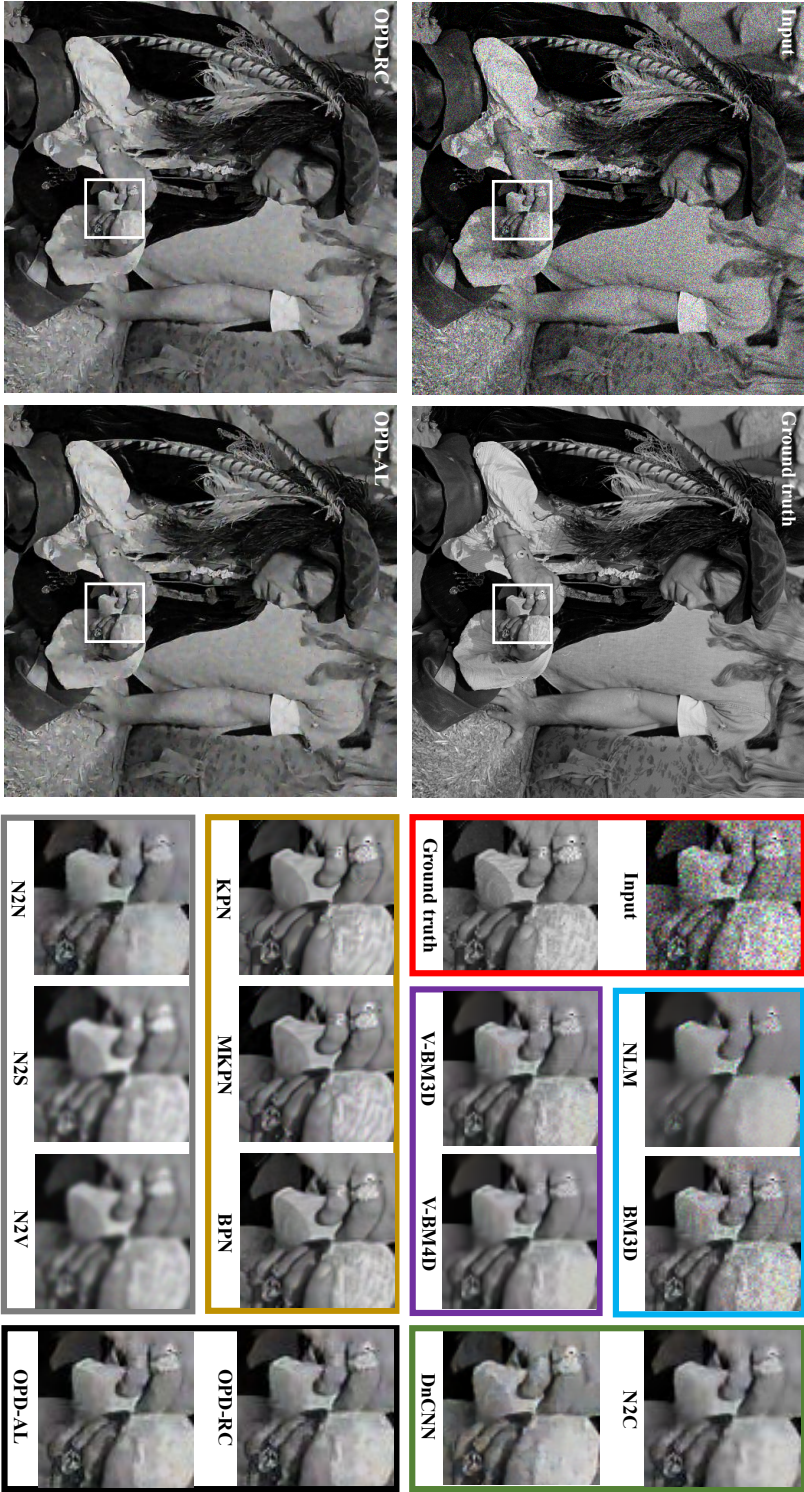 Input
Ground truth
Input
NLM
BM3D
N2C
Ground truth
V-BM3D
V-BM4D
DnCNN
OPD-RC
OPD-AL
KPN
MKPN
BPN
OPD-RC
N2N
N2S
N2V
OPD-AL